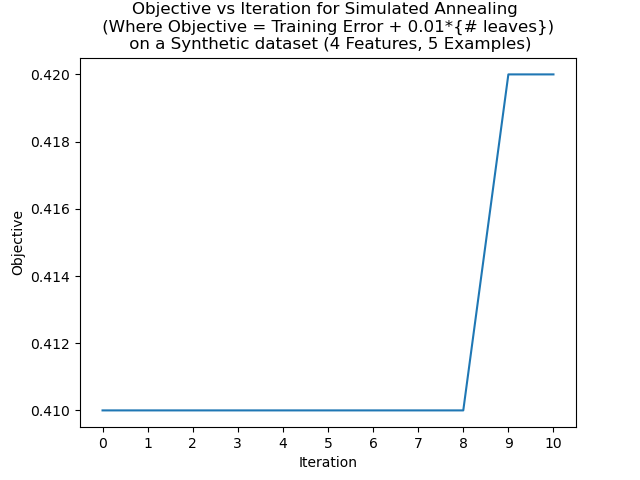 Objective vs Iteration for Simulated Annealing
(Where Objective = Training Error + 0.01*{# leaves})
on a Synthetic dataset (4 Features, 5 Examples)
0.420
0.418
0.416
0.414
0.412
0.410
Objective
0 1 2 3 4 5 6 7 8 9 10
Iteration